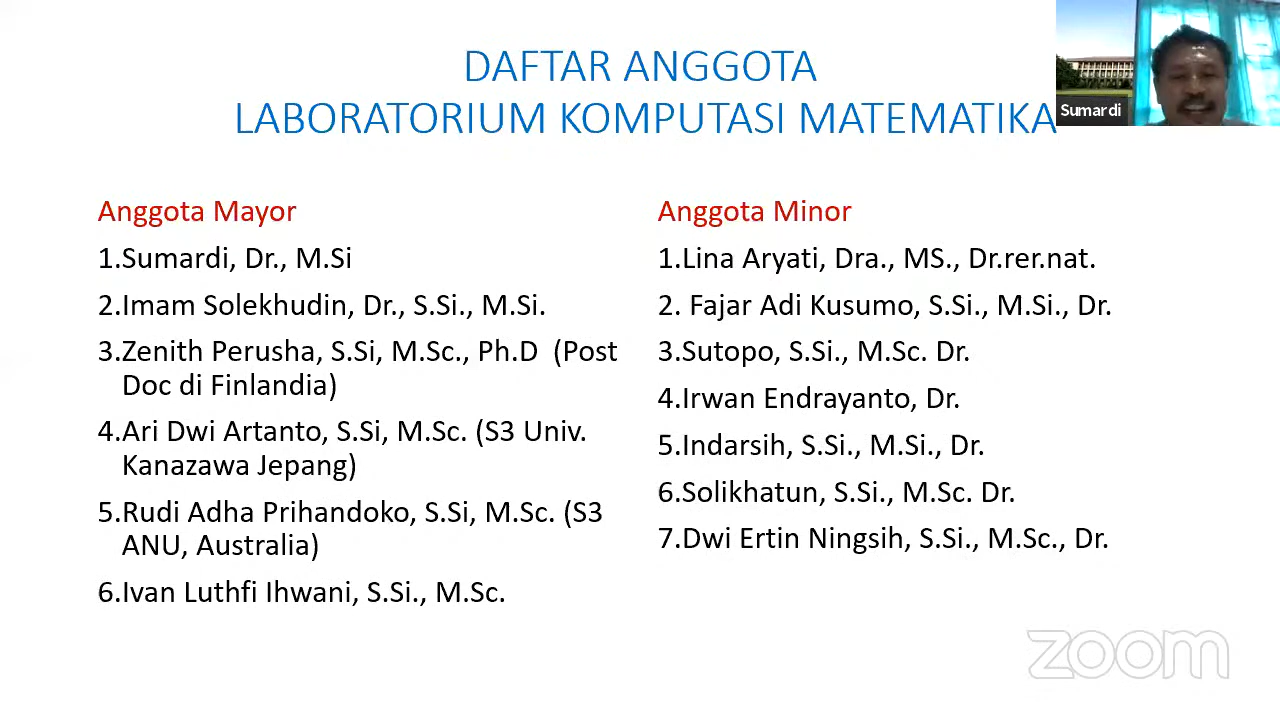 DAFTAR ANGGOTA
LABORATORIUM KOMPUTASI MATEMATIKA
Sumardi
Anggota Mayor
1.Sumardi, Dr., M.Si
2.Imam Solekhudin, Dr., S.Si., M.Si.
3.Zenith Perusha, S.Si, M.Sc., Ph.D (Post
Doc di Finlandia)
4.Ari Dwi Artanto, S.Si, M.Sc. (S3 Univ.
Kanazawa Jepang)
5.Rudi Adha Prihandoko, S.Si, M.Sc. (S3
ANU, Australia)
6.Ivan Luthfi Ihwani, S.Si., M.Sc.
Anggota Minor
1.Lina Aryati, Dra., MS., Dr.rer.nat.
2. Fajar Adi Kusumo, S.Si., M.Si., Dr.
3.Sutopo, S.Si., M.Sc. Dr.
4.Irwan Endrayanto, Dr.
5.Indarsih, S.Si., M.Si., Dr.
6.Solikhatun, S.Si., M.Sc. Dr.
7.Dwi Ertin Ningsih, S.Si., M.Sc., Dr.
zoom